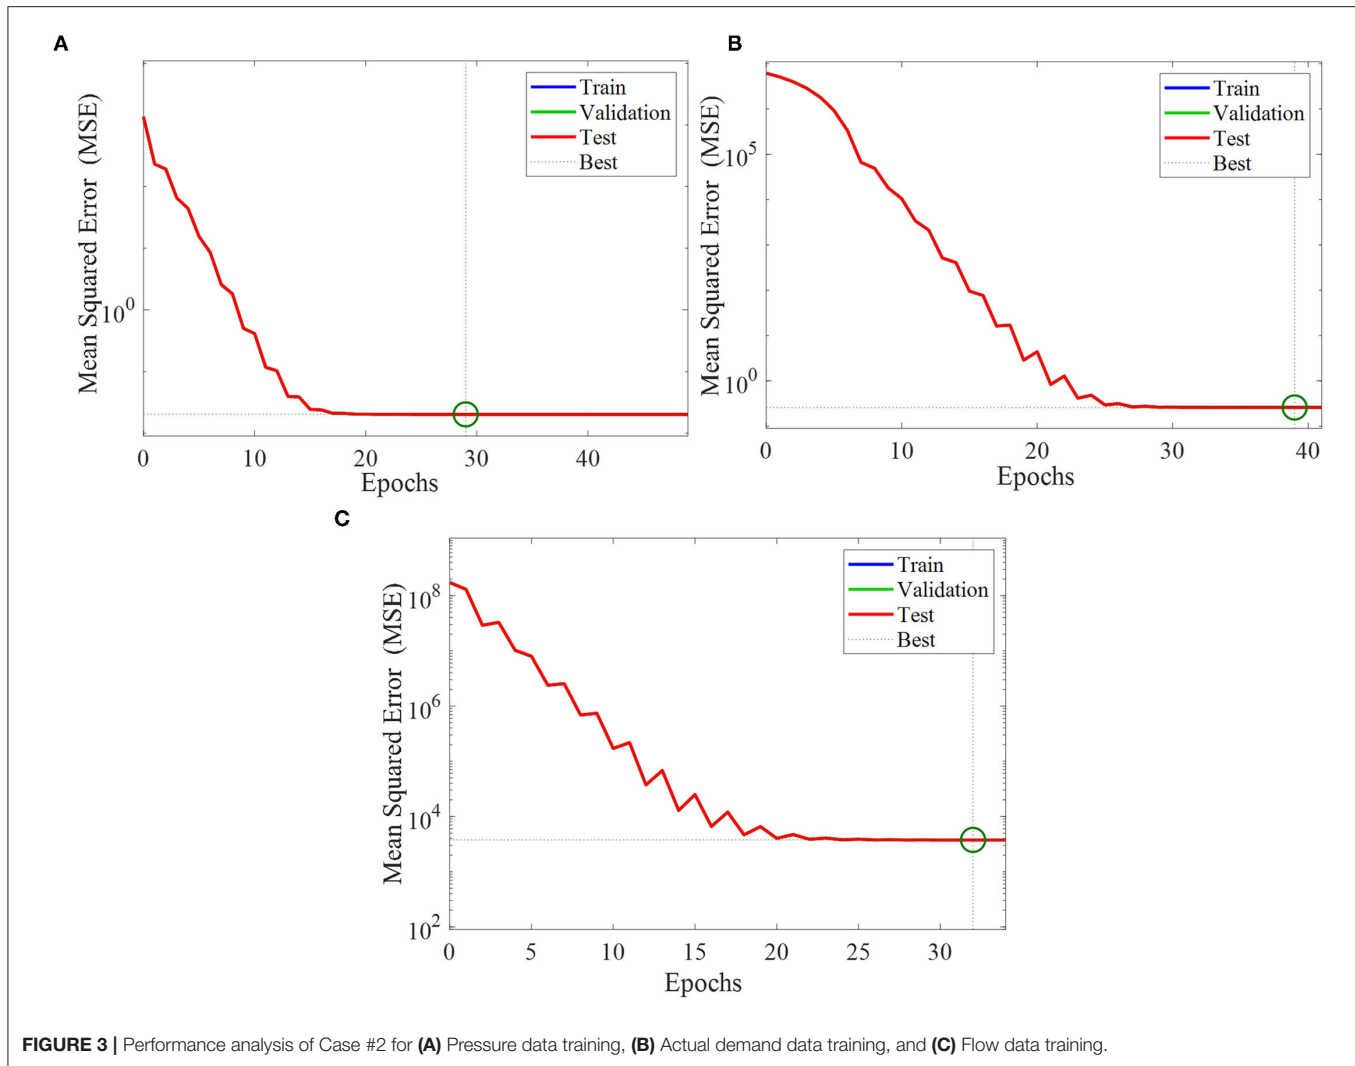 A
Mean Squared Error (MSE)
10^0
Train
Validation
Test
Best
0 10 20 30 40
Epochs
B
Mean Squared Error (MSE)
10^5
10^0
Train
Validation
Test
Best
0 10 20 30 40
Epochs
C
Mean Squared Error (MSE)
10^8
10^6
10^4
10^2
Train
Validation
Test
Best
0 5 10 15 20 25 30
Epochs
FIGURE 3 | Performance analysis of Case #2 for (A) Pressure data training, (B) Actual demand data training, and (C) Flow data training.